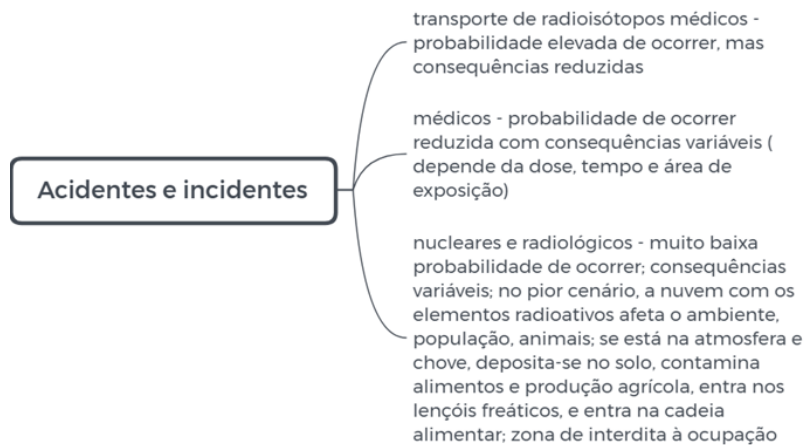 transporte de radioisótopos médicos -
probabilidade elevada de ocorrer, mas
consequências reduzidas
médicos - probabilidade de ocorrer
reduzida com consequências variáveis (
depende da dose, tempo e área de
exposição)
Acidentes e incidentes
nucleares e radiológicos - muito baixa
probabilidade de ocorrer; consequências
variáveis; no pior cenário, a nuvem com os
elementos radioativos afeta o ambiente,
população, animais; se está na atmosfera e
chove, deposita-se no solo, contamina
alimentos e produção agrícola, entra nos
lençóis freáticos, e entra na cadeia
alimentar; zona de interdita à ocupação